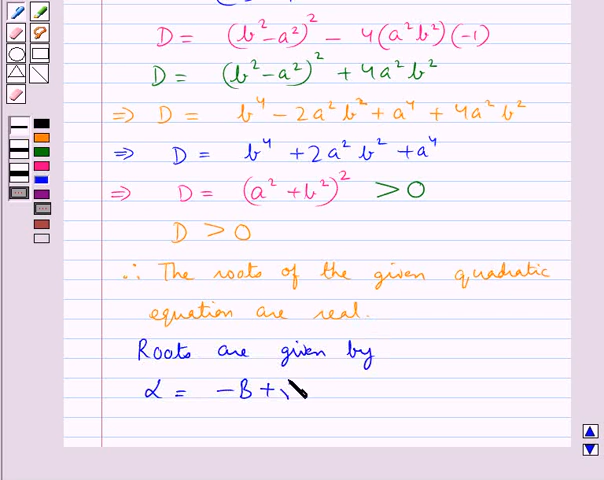 D = (b²-a²)² - 4(a²b²)(-1)
D = (b²-a²)² + 4a²b²
⇒ D = b⁴ - 2a²b² + a⁴ + 4a²b²
⇒ D = b⁴ + 2a²b² + a⁴
⇒ D = (a² + b²)² > 0
D > 0
∴ The roots of the given quadratic
equation are real.
Roots are given by
α = -B +